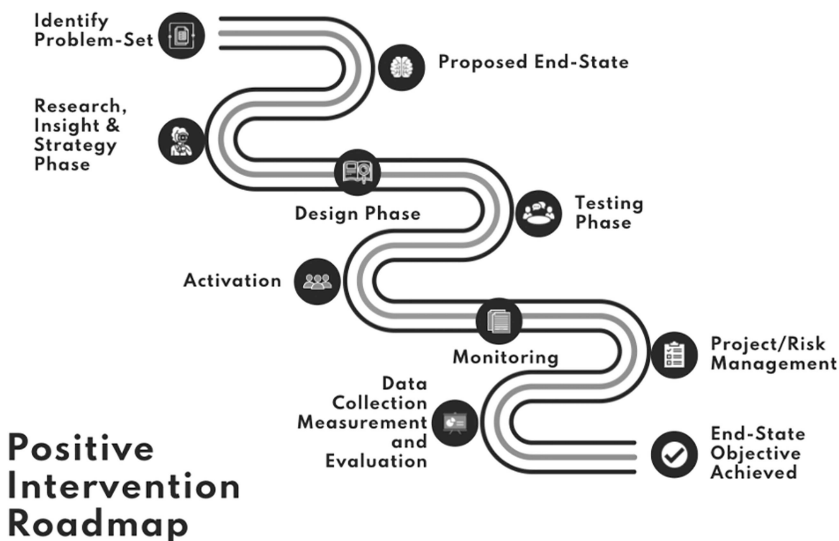 Identify
Problem-Set
Proposed End-State
Research,
Insight &
Strategy
Phase
Design Phase
Testing
Phase
Activation
Monitoring
Project/Risk
Management
Data
Collection
Measurement
and
Evaluation
End-State
Objective
Achieved
Positive
Intervention
Roadmap